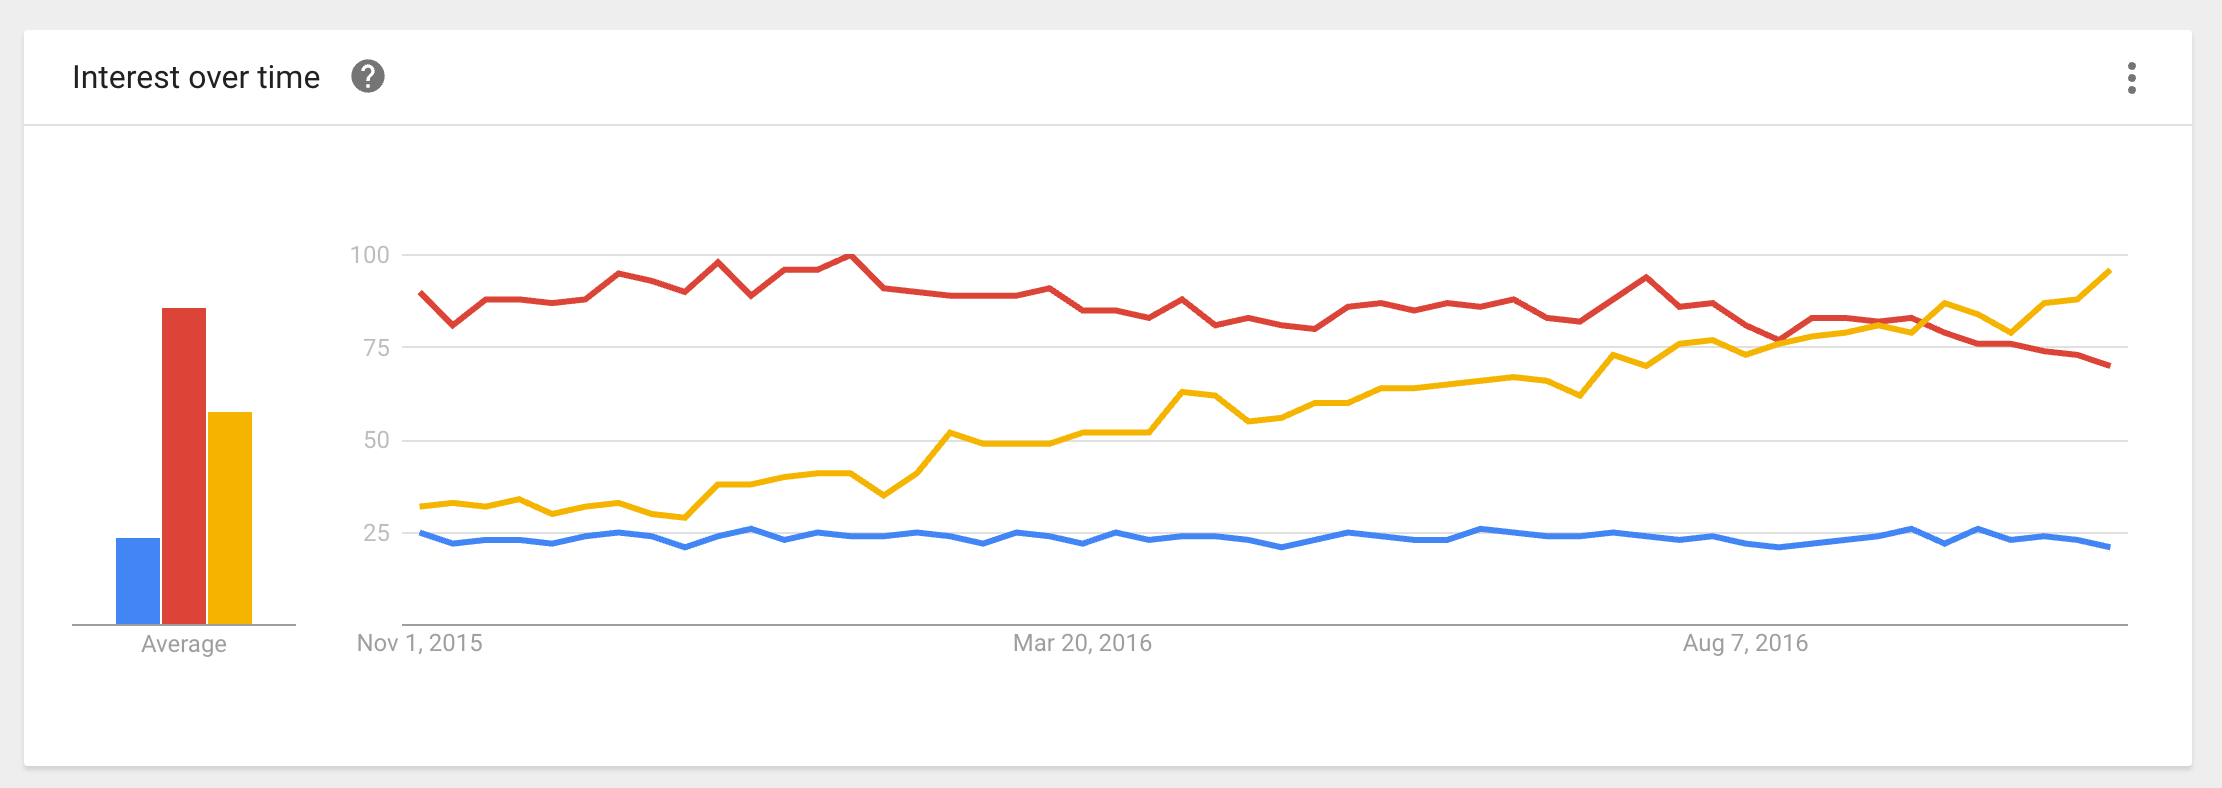 Interest over time ?
100
75
50
25
Average
Nov 1, 2015
Mar 20, 2016
Aug 7, 2016